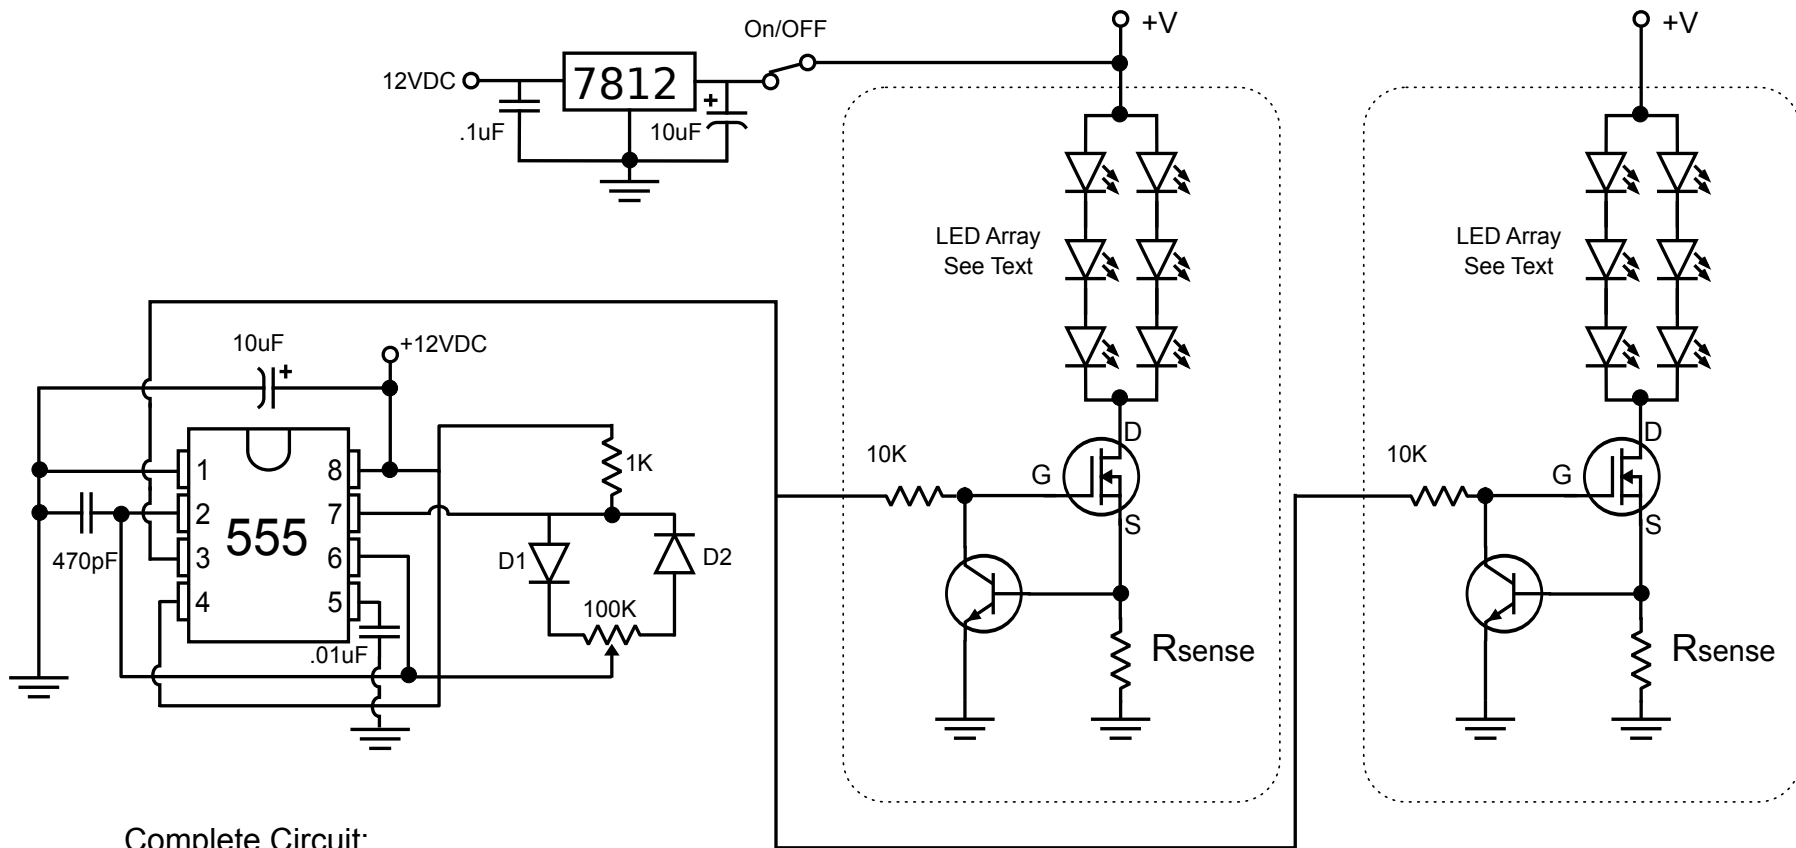 On/OFF
+V
+V
12VDC
7812
+
.1uF
10uF
LED Array
See Text
LED Array
See Text
10uF
+
+12VDC
1
8
1K
2
7
555
3
6
470pF
4
5
.01uF
D1
D2
100K
10K
G
D
S
Rsense
10K
G
D
S
Rsense
Complete Circuit: